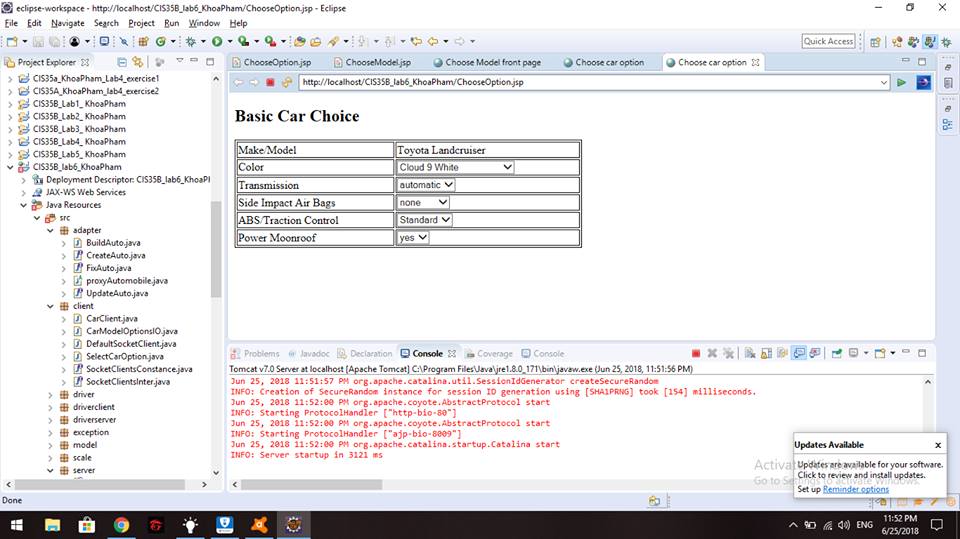 eclipse-workspace - http://localhost/CIS35B_lab6_KhoaPham/ChooseOption.jsp - Eclipse
File Edit Navigate Search Project Run Window Help
Quick Access
Project Explorer
CIS35a_KhoaPham_Lab4_exercise1
CIS35A_KhoaPham_lab4_exercise2
CIS35B_Lab1_KhoaPham
CIS35B_Lab2_ KhoaPham
CIS35B_Lab3_ KhoaPham
CIS35B_Lab4_ KhoaPham
CIS35B_Lab5_ KhoaPham
CIS35B_lab6_KhoaPham
Deployment Descriptor: CIS35B_lab6_KhoaPl
JAX-WS Web Services
Java Resources
src
adapter
BuildAuto.java
CreateAuto.java
FixAuto.java
proxyAutomobile.java
UpdateAuto.java
client
CarClient.java
CarModelOptionsIO.java
DefaultSocketClient.java
SelectCarOption.java
SocketClientsConstance.java
SocketClientsInter.java
driver
driverclient
driverserver
exception
model
scale
server
ChooseOption.jsp
ChooseModel.jsp
Choose Model front page
Choose car option
Choose car option
http://localhost/CIS35B_lab6_KhoaPham/ChooseOption.jsp
Basic Car Choice
Make/Model Toyota Landcruiser
Color Cloud 9 White
Transmission automatic
Side Impact Air Bags none
ABS/Traction Control Standard
Power Moonroof yes
Problems Javadoc Declaration Console Coverage Console
Tomcat v7.0 Server at localhost [Apache Tomcat] C:\Program Files\Java\jre1.8.0_171\bin\javaw.exe (Jun 25, 2018, 11:51:56 PM)
Jun 25, 2018 11:51:57 PM org.apache.catalina.util.SessionIdGenerator createSecureRandom
INFO: Creation of SecureRandom instance for session ID generation using [SHA1PRNG] took [154] milliseconds.
Jun 25, 2018 11:52:00 PM org.apache.coyote.AbstractProtocol start
INFO: Starting ProtocolHandler ["http-bio-80"]
Jun 25, 2018 11:52:00 PM org.apache.coyote.AbstractProtocol start
INFO: Starting ProtocolHandler ["ajp-bio-8009"]
Jun 25, 2018 11:52:00 PM org.apache.catalina.startup.Catalina start
INFO: Server startup in 3121 ms
Updates Available
Updates are available for your software.
Click to review and install updates.
Set up Reminder options
Go to Settings to activate Windows.
Done
ENG
11:52 PM
6/25/2018